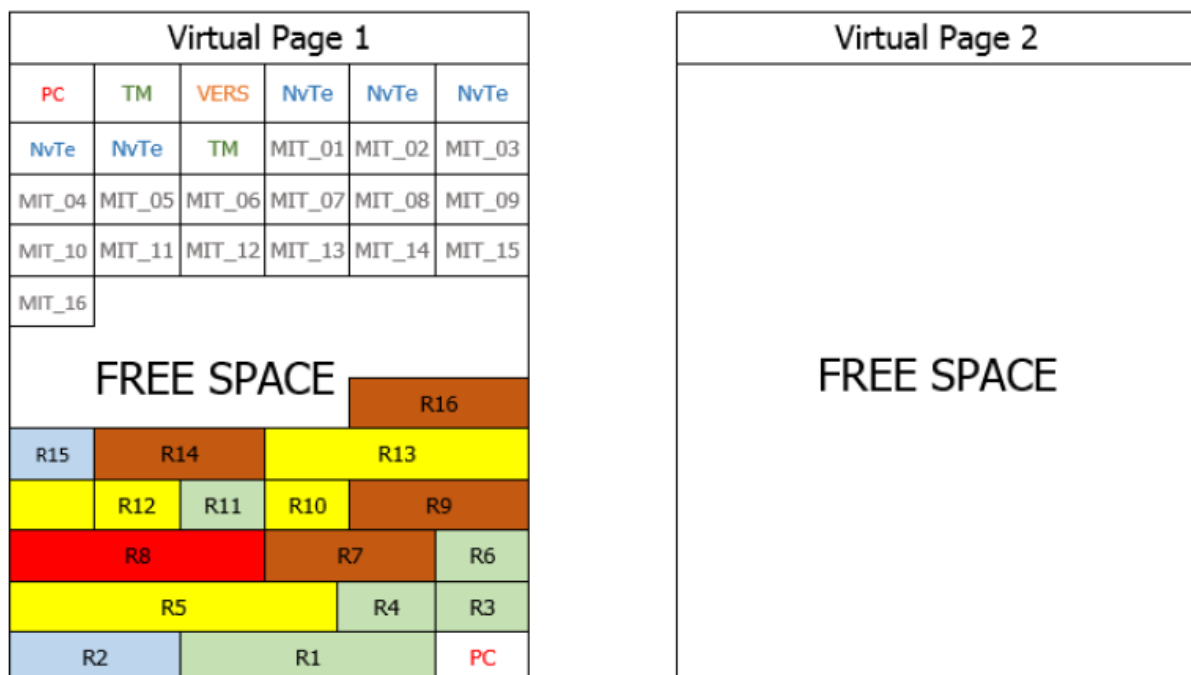 Virtual Page 1
PC TM VERS NvTe NvTe NvTe
NvTe NvTe TM MIT_01 MIT_02 MIT_03
MIT_04 MIT_05 MIT_06 MIT_07 MIT_08 MIT_09
MIT_10 MIT_11 MIT_12 MIT_13 MIT_14 MIT_15
MIT_16
FREE SPACE
R16
R15 R14 R13
R12 R11 R10 R9
R8 R7 R6
R5 R4 R3
R2 R1 PC
Virtual Page 2
FREE SPACE